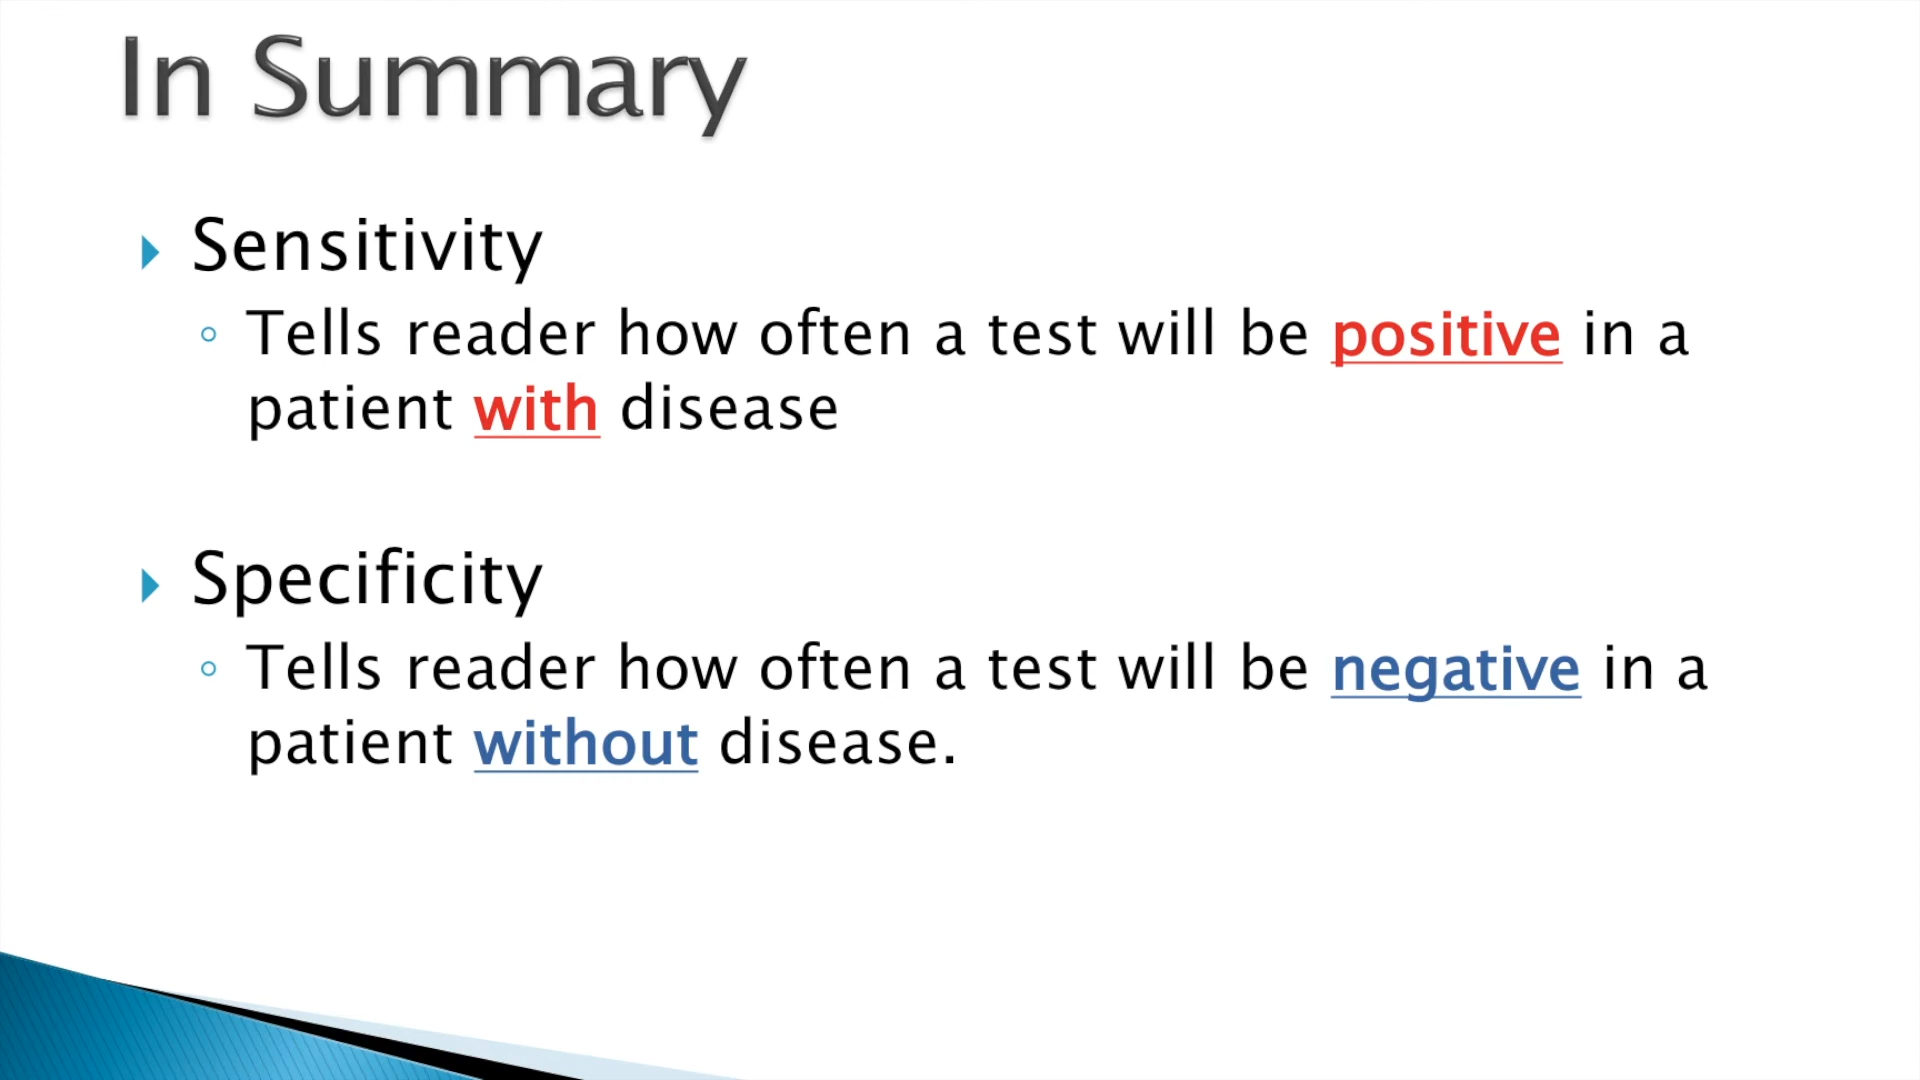 In Summary
Sensitivity
Tells reader how often a test will be positive in a
patient with disease
Specificity
Tells reader how often a test will be negative in a
patient without disease.